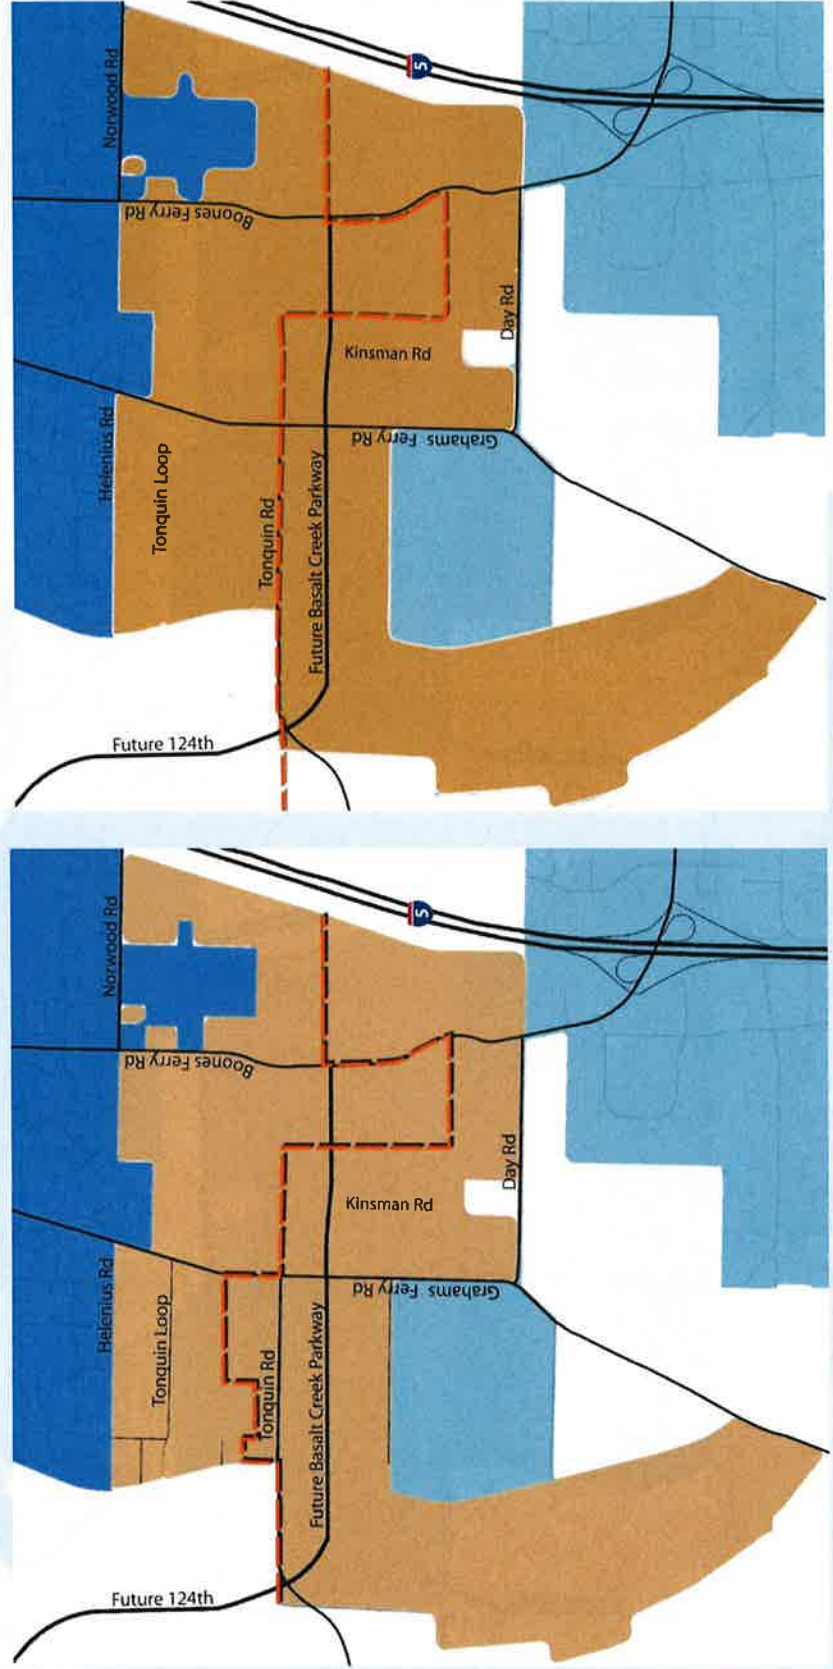 5
Norwood Rd
Boones Ferry Rd
Day Rd
Kinsman Rd
Helenius Rd
Grahams Ferry Rd
Tonquin Loop
Tonquin Rd
Future Basalt Creek Parkway
Future 124th
5
Norwood Rd
Boones Ferry Rd
Day Rd
Kinsman Rd
Helenius Rd
Grahams Ferry Rd
Tonquin Loop
Tonquin Rd
Future Basalt Creek Parkway
Future 124th